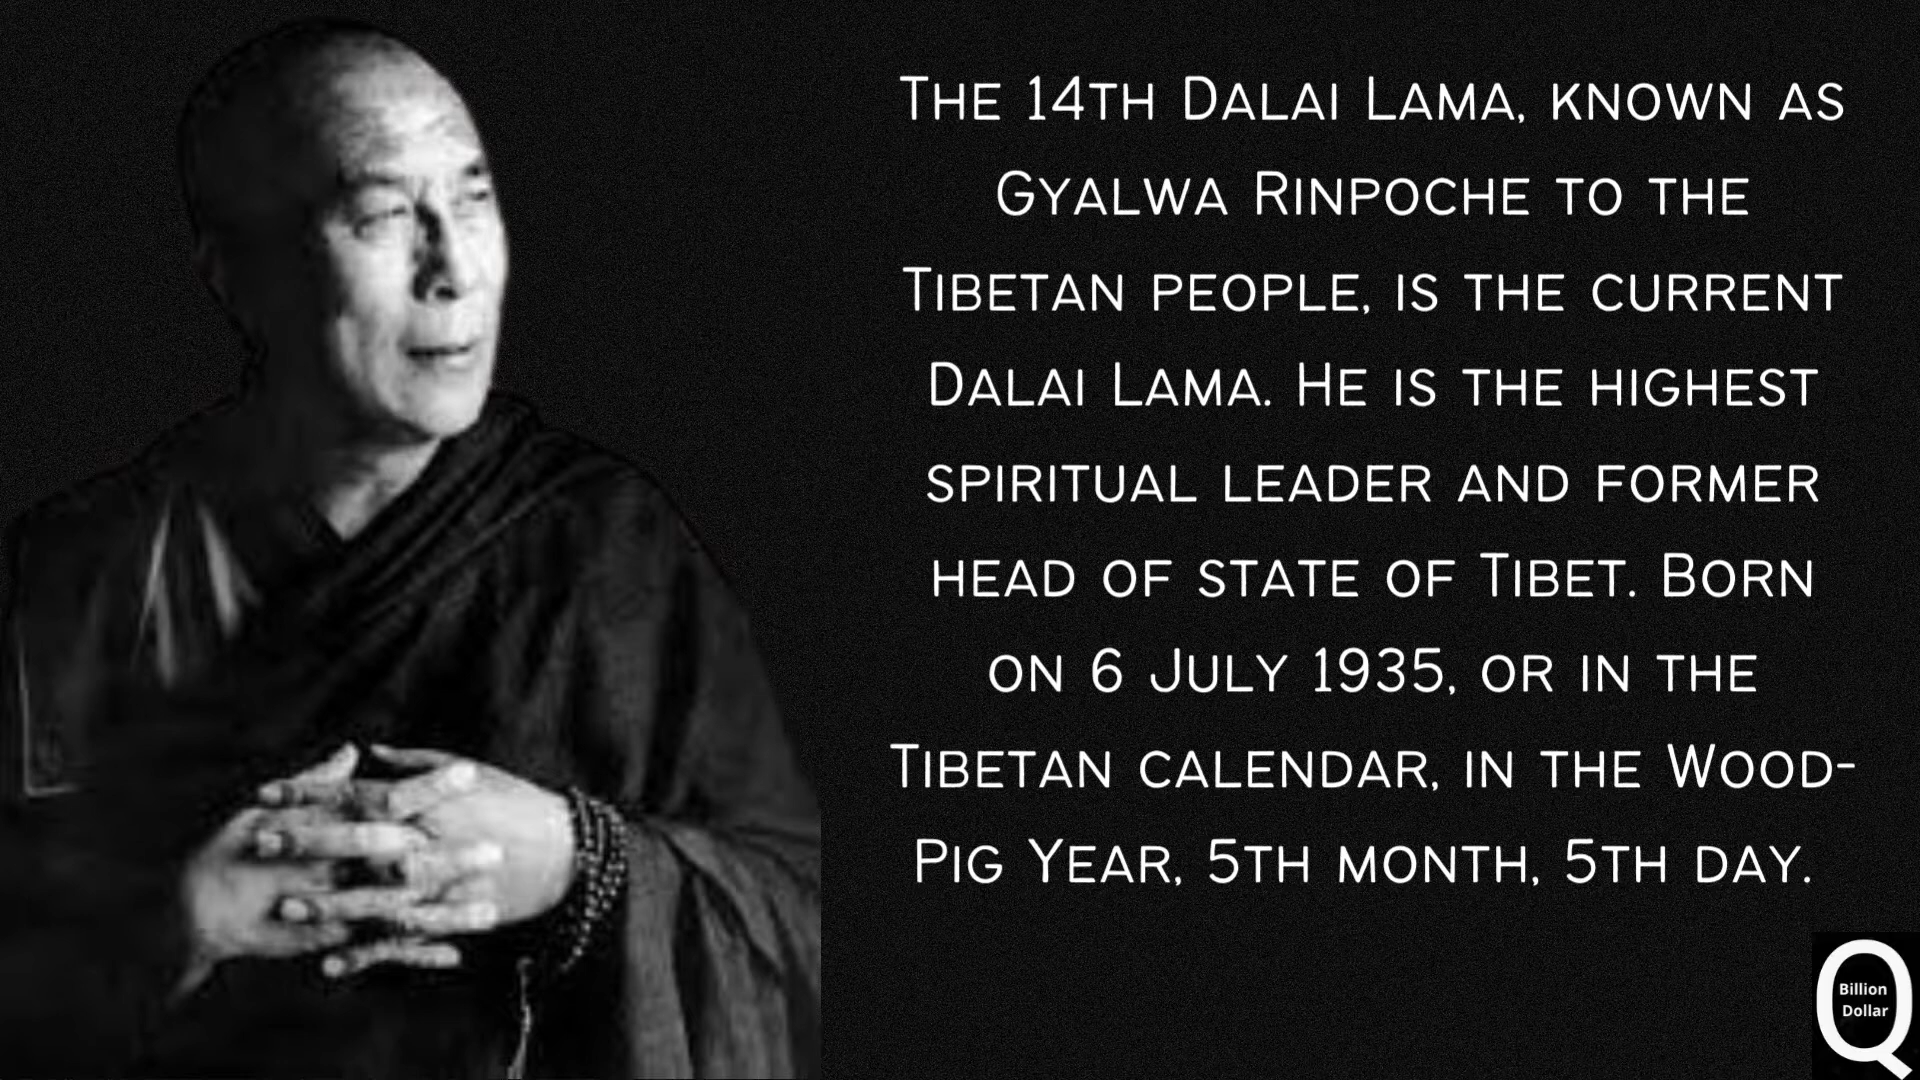 The 14th Dalai Lama, known as
Gyalwa Rinpoche to the
Tibetan people, is the current
Dalai Lama. He is the highest
spiritual leader and former
head of state of Tibet. Born
on 6 July 1935, or in the
Tibetan calendar, in the Wood-
Pig Year, 5th month, 5th day.
Q
Billion
Dollar